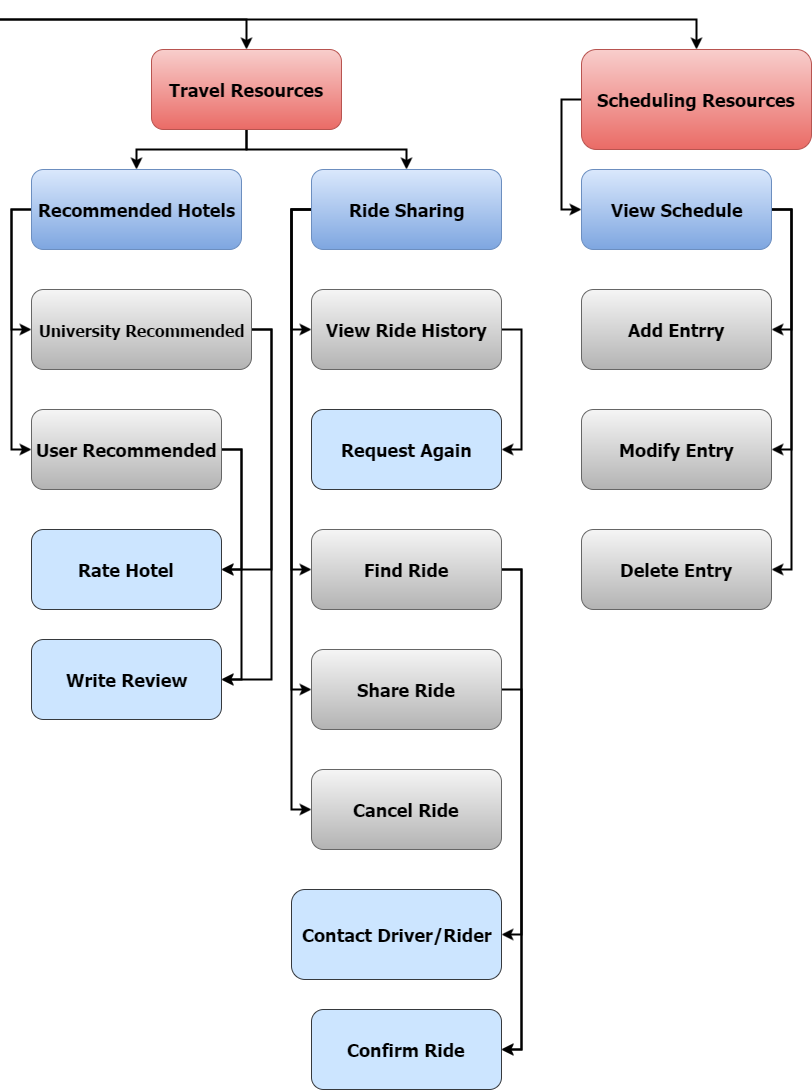 Travel Resources
Scheduling Resources
Recommended Hotels
Ride Sharing
View Schedule
University Recommended
View Ride History
Add Entrry
User Recommended
Request Again
Modify Entry
Rate Hotel
Find Ride
Delete Entry
Write Review
Share Ride
Cancel Ride
Contact Driver/Rider
Confirm Ride